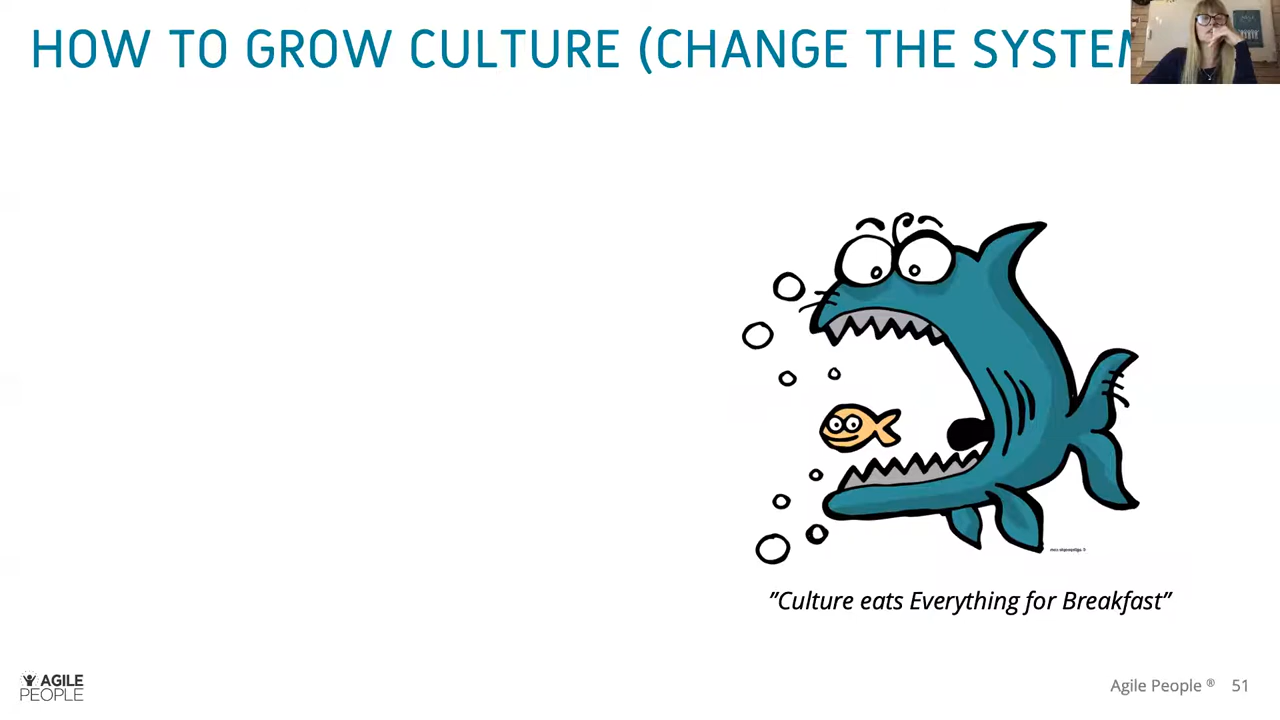 HOW TO GROW CULTURE (CHANGE THE SYSTEM
”Culture eats Everything for Breakfast”
AGILE
PEOPLE
Agile People ® 51